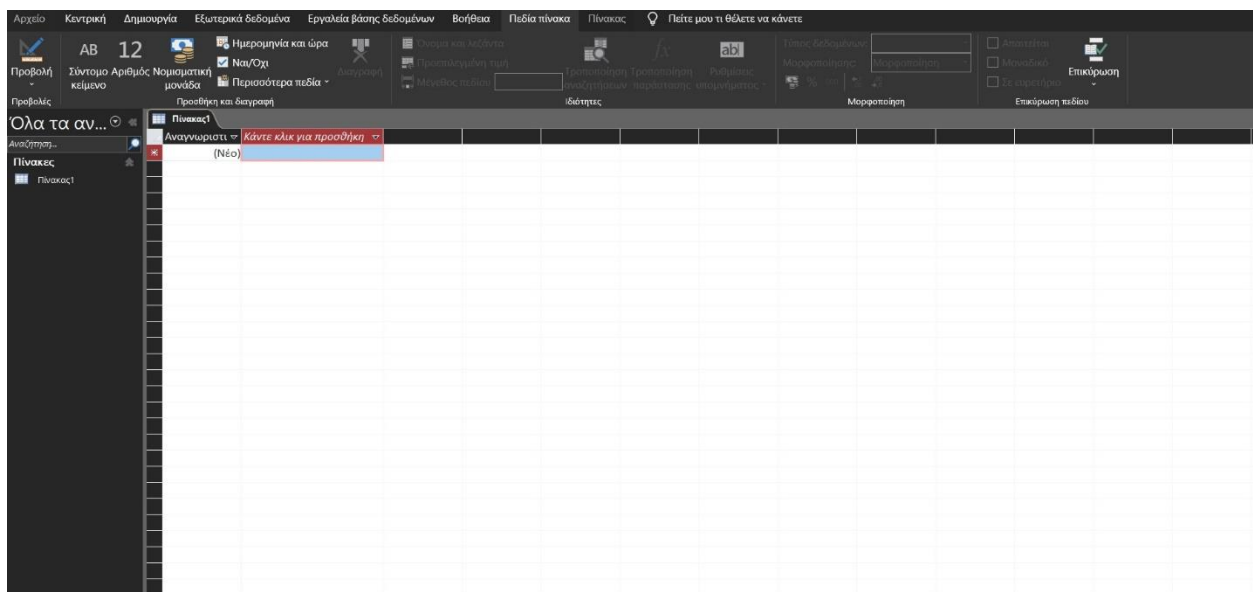 Αρχείο Κεντρική Δημιουργία Εξωτερικά δεδομένα Εργαλεία βάσης δεδομένων Βοήθεια Πεδία πίνακα Πίνακας Πείτε μου τι θέλετε να κάνετε
Προβολή
Προβολές
AB
Σύντομο κείμενο
12
Αριθμός
Νομισματική μονάδα
Ημερομηνία και ώρα
Ναι/Όχι
Περισσότερα πεδία
Διαγραφή
Προσθήκη και διαγραφή
Όνομα και λεζάντα
Προεπιλεγμένη τιμή
Μέγεθος πεδίου
Τροποποίηση αναζητήσεων
fx
Τροποποίηση παράστασης
ab
Ρυθμίσεις υπομνήματος
Ιδιότητες
Τύπος δεδομένων:
Μορφοποίηση: Μορφοποίηση
%
Μορφοποίηση
Απαιτείται
Μοναδικό
Σε ευρετήριο
Επικύρωση
Επικύρωση πεδίου
Όλα τα αν...
Αναζήτηση...
Πίνακες
Πίνακας1
Πίνακας1
Αναγνωριστι Κάντε κλικ για προσθήκη
(Νέο)